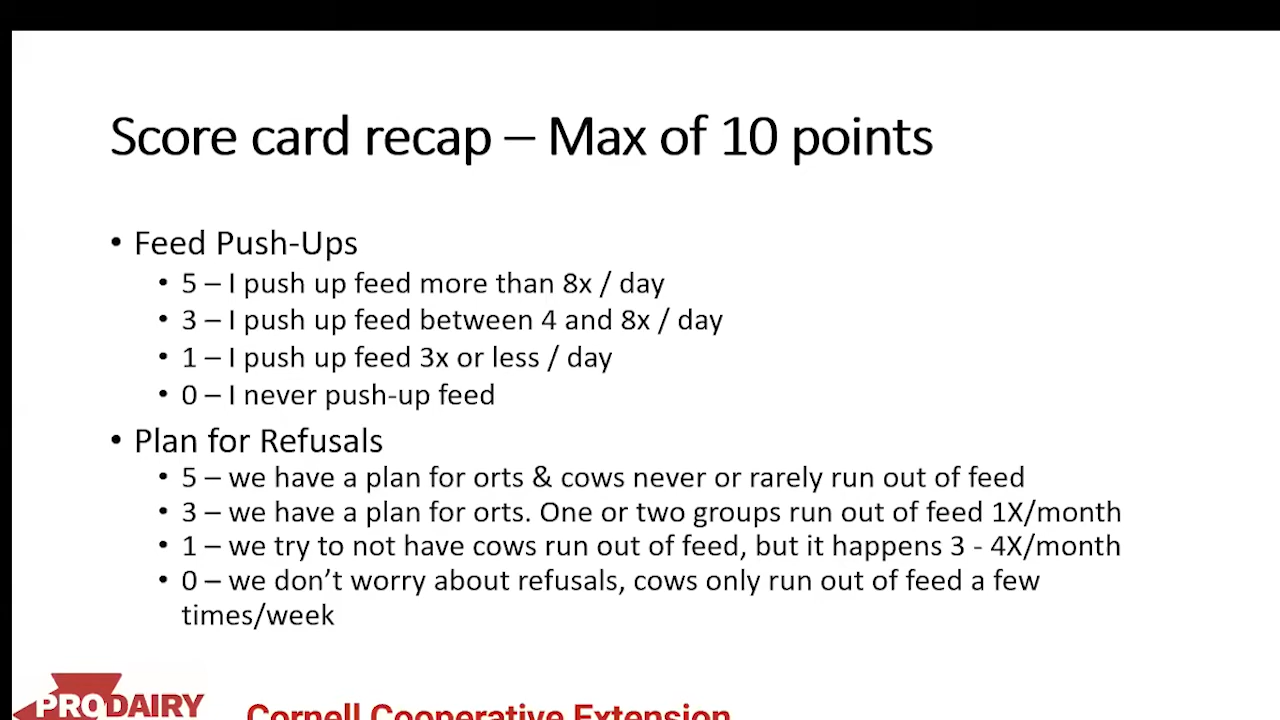 Score card recap – Max of 10 points
• Feed Push-Ups
• 5 – I push up feed more than 8x / day
• 3 – I push up feed between 4 and 8x / day
• 1 – I push up feed 3x or less / day
• 0 – I never push-up feed
• Plan for Refusals
• 5 – we have a plan for orts & cows never or rarely run out of feed
• 3 – we have a plan for orts. One or two groups run out of feed 1X/month
• 1 – we try to not have cows run out of feed, but it happens 3 - 4X/month
• 0 – we don’t worry about refusals, cows only run out of feed a few
times/week
PRODAIRY
Cornell Cooperative Extension